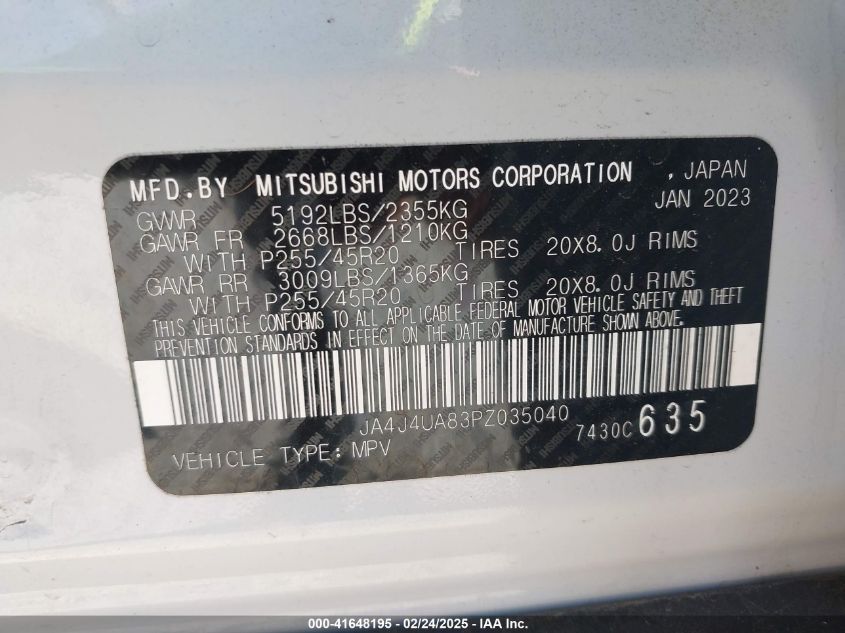 MFD.BY MITSUBISHI MOTORS CORPORATION , JAPAN
JAN 2023
GVWR 5192LBS/2355KG
GAWR FR 2668LBS/1210KG
WITH P255/45R20 TIRES 20X8.0J RIMS
GAWR RR 3009LBS/1365KG
WITH P255/45R20 TIRES 20X8.0J RIMS
THIS VEHICLE CONFORMS TO ALL APPLICABLE FEDERAL MOTOR VEHICLE SAFETY AND THEFT
PREVENTION STANDARDS IN EFFECT ON THE DATE OF MANUFACTURE SHOWN ABOVE.
JA4J4UA83PZ035040
7430C 635
VEHICLE TYPE: MPV
000-41648195 - 02/24/2025 - IAAI.COM